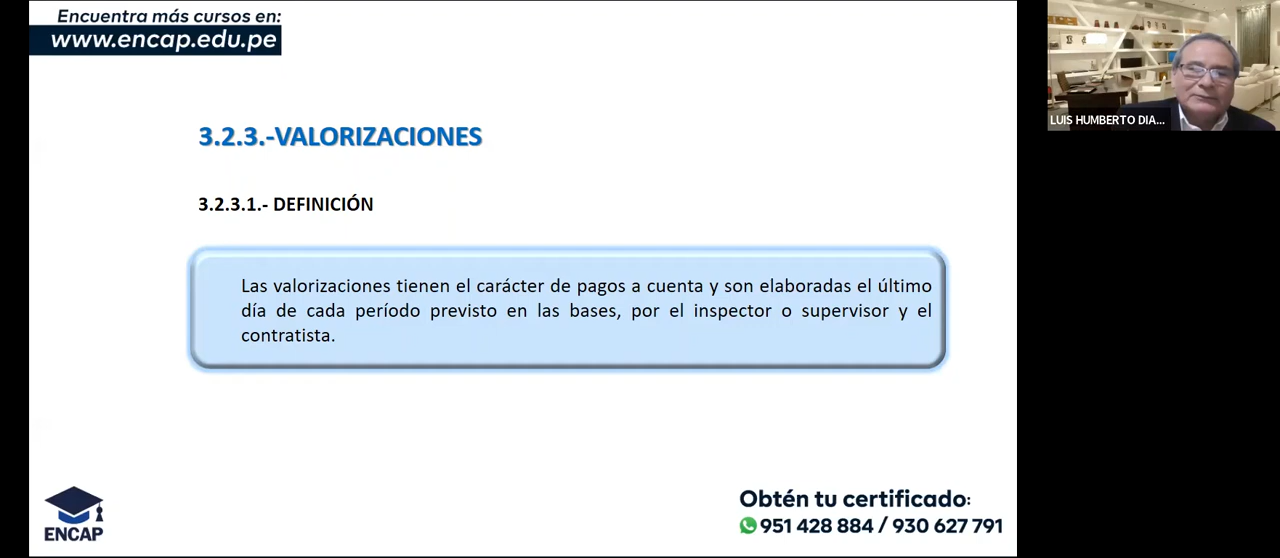 Encuentra más cursos en:
www.encap.edu.pe
3.2.3.-VALORIZACIONES
3.2.3.1.- DEFINICIÓN
Las valorizaciones tienen el carácter de pagos a cuenta y son elaboradas el último
día de cada período previsto en las bases, por el inspector o supervisor y el
contratista.
LUIS HUMBERTO DIA...
ENCAP
Obtén tu certificado:
951 428 884 / 930 627 791